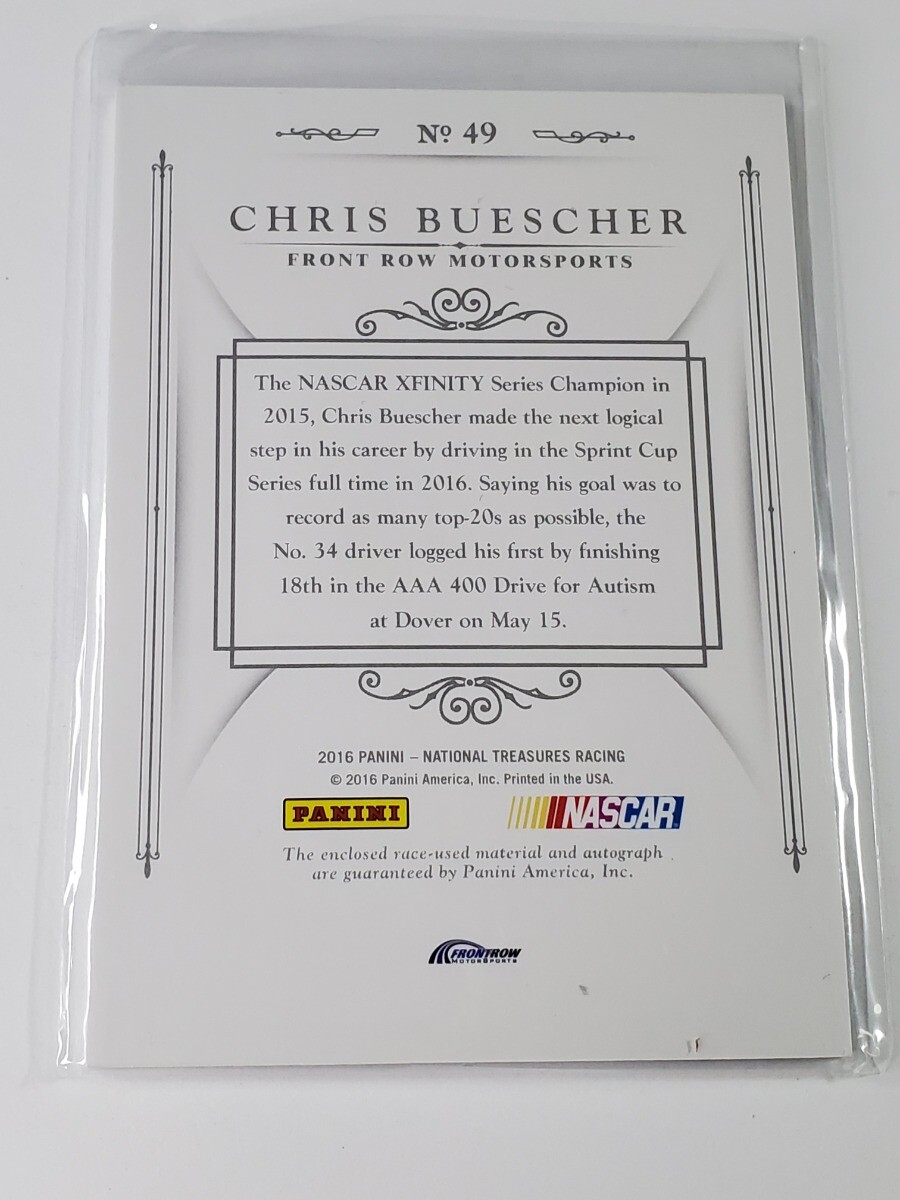 Nº 49
CHRIS BUESCHER
FRONT ROW MOTORSPORTS
The NASCAR XFINITY Series Champion in
2015, Chris Buescher made the next logical
step in his career by driving in the Sprint Cup
Series full time in 2016. Saying his goal was to
record as many top-20s as possible, the
No. 34 driver logged his first by finishing
18th in the AAA 400 Drive for Autism
at Dover on May 15.
2016 PANINI – NATIONAL TREASURES RACING
© 2016 Panini America, Inc. Printed in the USA.
PANINI
NASCAR
The enclosed race-used material and autograph
are guaranteed by Panini America, Inc.
FRONTROW
MOTORSPORTS